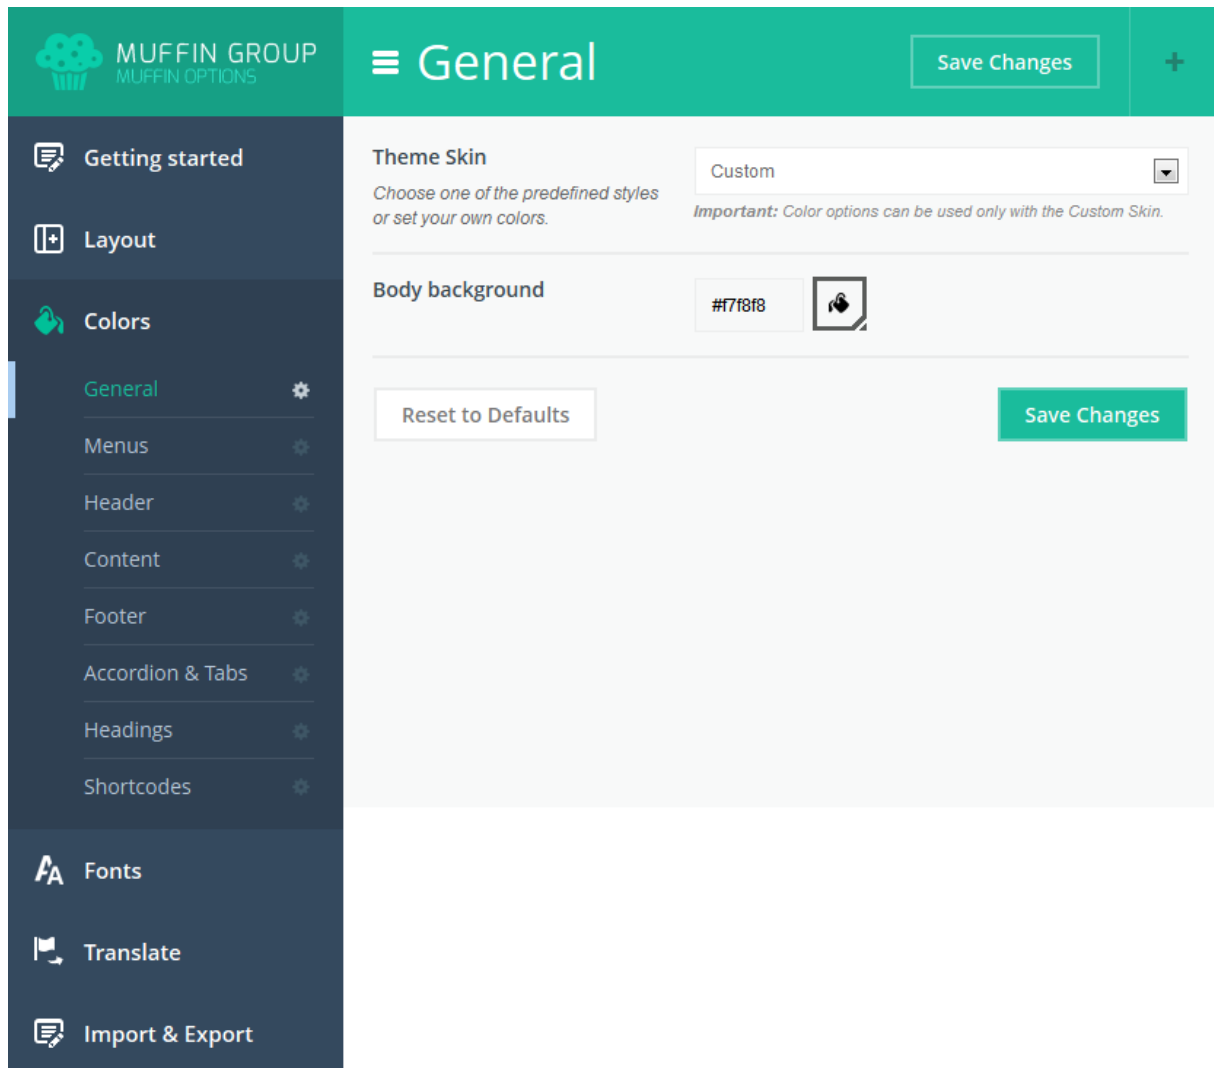 MUFFIN GROUP
MUFFIN OPTIONS
General
Save Changes
Getting started
Layout
Colors
General
Menus
Header
Content
Footer
Accordion & Tabs
Headings
Shortcodes
Fonts
Translate
Import & Export
Theme Skin
Choose one of the predefined styles
or set your own colors.
Custom
Important: Color options can be used only with the Custom Skin.
Body background
#f7f8f8
Reset to Defaults
Save Changes